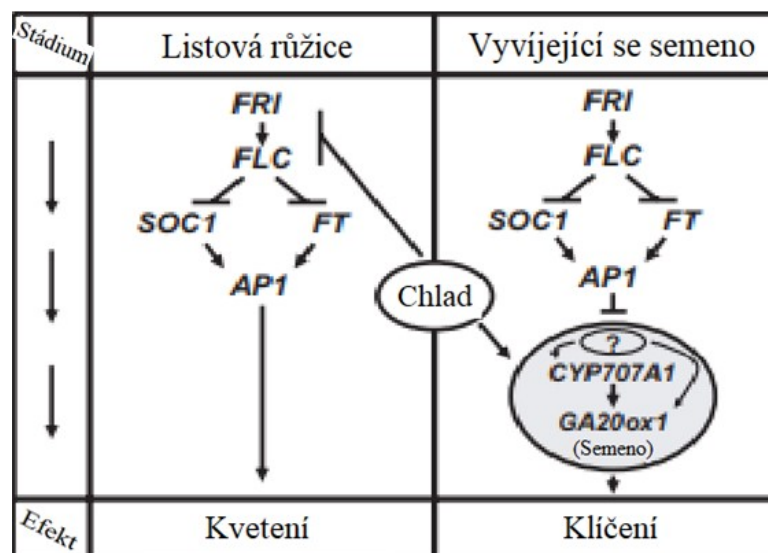 Stádium
Listová růžice
Vyvíjející se semeno
FRI
FLC
SOC1 FT
AP1
Chlad
FRI
FLC
SOC1 FT
AP1
?
CYP707A1
GA20ox1
(Semeno)
Efekt
Kvetení
Klíčení